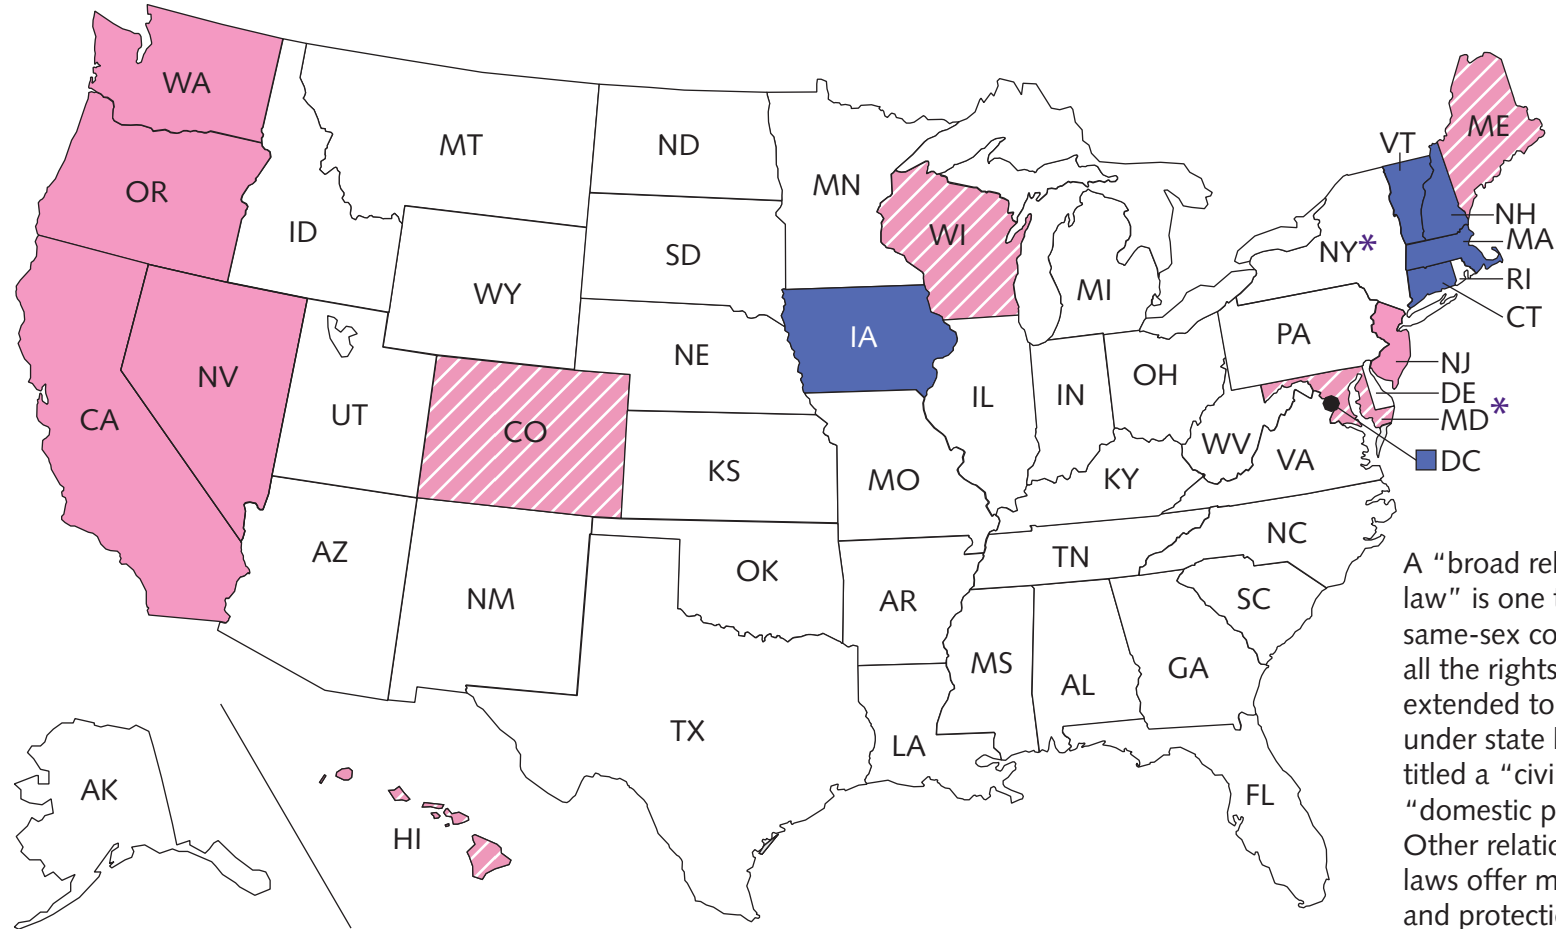 WA
OR
CA
NV
ID
MT
WY
UT
CO
AZ
NM
ND
SD
NE
KS
OK
TX
MN
IA
MO
AR
LA
WI
IL
MI
IN
OH
KY
TN
MS
AL
GA
FL
SC
NC
VA
WV
PA
NY*
VT
ME
NH
MA
RI
CT
NJ
DE
MD*
DC
AK
HI
A “broad rel
law” is one
same-sex co
all the rights
extended to
under state
titled a “civi
“domestic p
Other relatio
laws offer m
and protectio